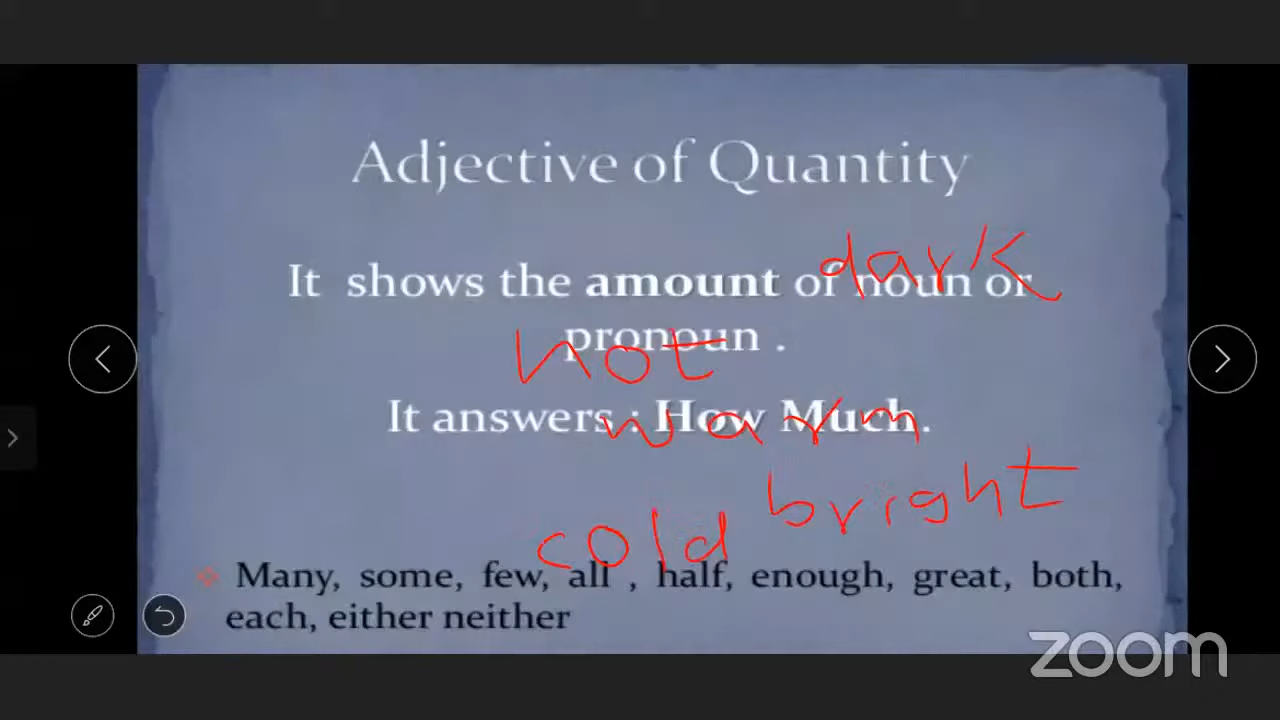 Adjective of Quantity
dark
It shows the amount of noun or
pronoun .
hot
It answers : How Much.
warm
bright
cold
Many, some, few, all , half, enough, great, both,
each, either neither
zoom